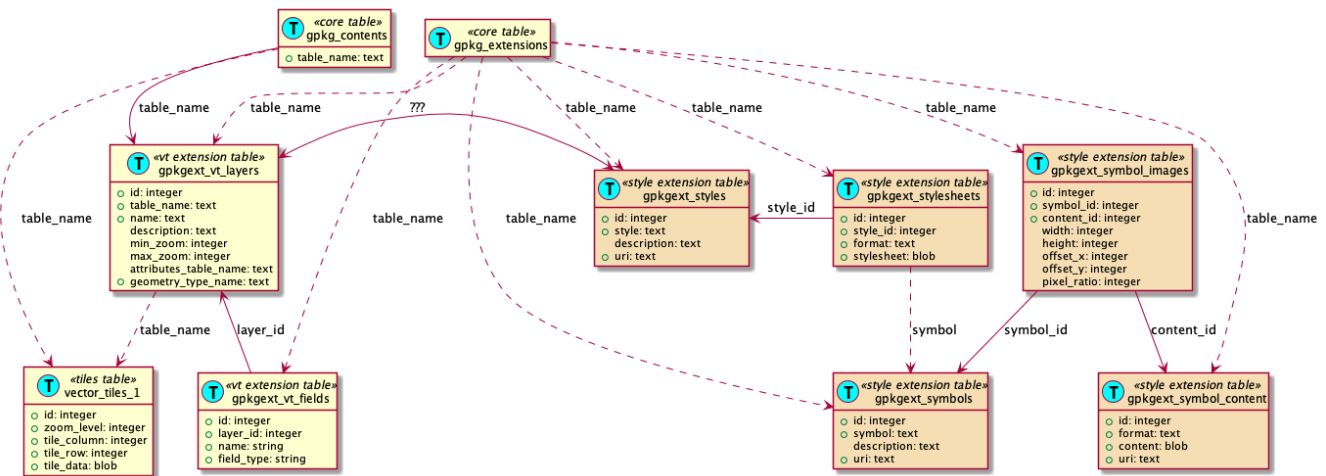 T
«core table»
gpkg_contents
table_name: text
T
«core table»
gpkg_extensions
table_name
table_name
???
table_name
table_name
table_name
T
«vt extension table»
gpkgext_vt_layers
id: integer
table_name: text
name: text
description: text
min_zoom: integer
max_zoom: integer
attributes_table_name: text
geometry_type_name: text
T
«style extension table»
gpkgext_styles
id: integer
style: text
description: text
uri: text
style_id
T
«style extension table»
gpkgext_stylesheets
id: integer
style_id: integer
format: text
stylesheet: blob
T
«style extension table»
gpkgext_symbol_images
id: integer
symbol_id: integer
content_id: integer
width: integer
height: integer
offset_x: integer
offset_y: integer
pixel_ratio: integer
table_name
table_name
table_name
table_name
table_name
layer_id
symbol
symbol_id
content_id
T
«tiles table»
vector_tiles_1
id: integer
zoom_level: integer
tile_column: integer
tile_row: integer
tile_data: blob
T
«vt extension table»
gpkgext_vt_fields
id: integer
layer_id: integer
name: string
field_type: string
T
«style extension table»
gpkgext_symbols
id: integer
symbol: text
description: text
uri: text
T
«style extension table»
gpkgext_symbol_content
id: integer
format: text
content: blob
uri: text